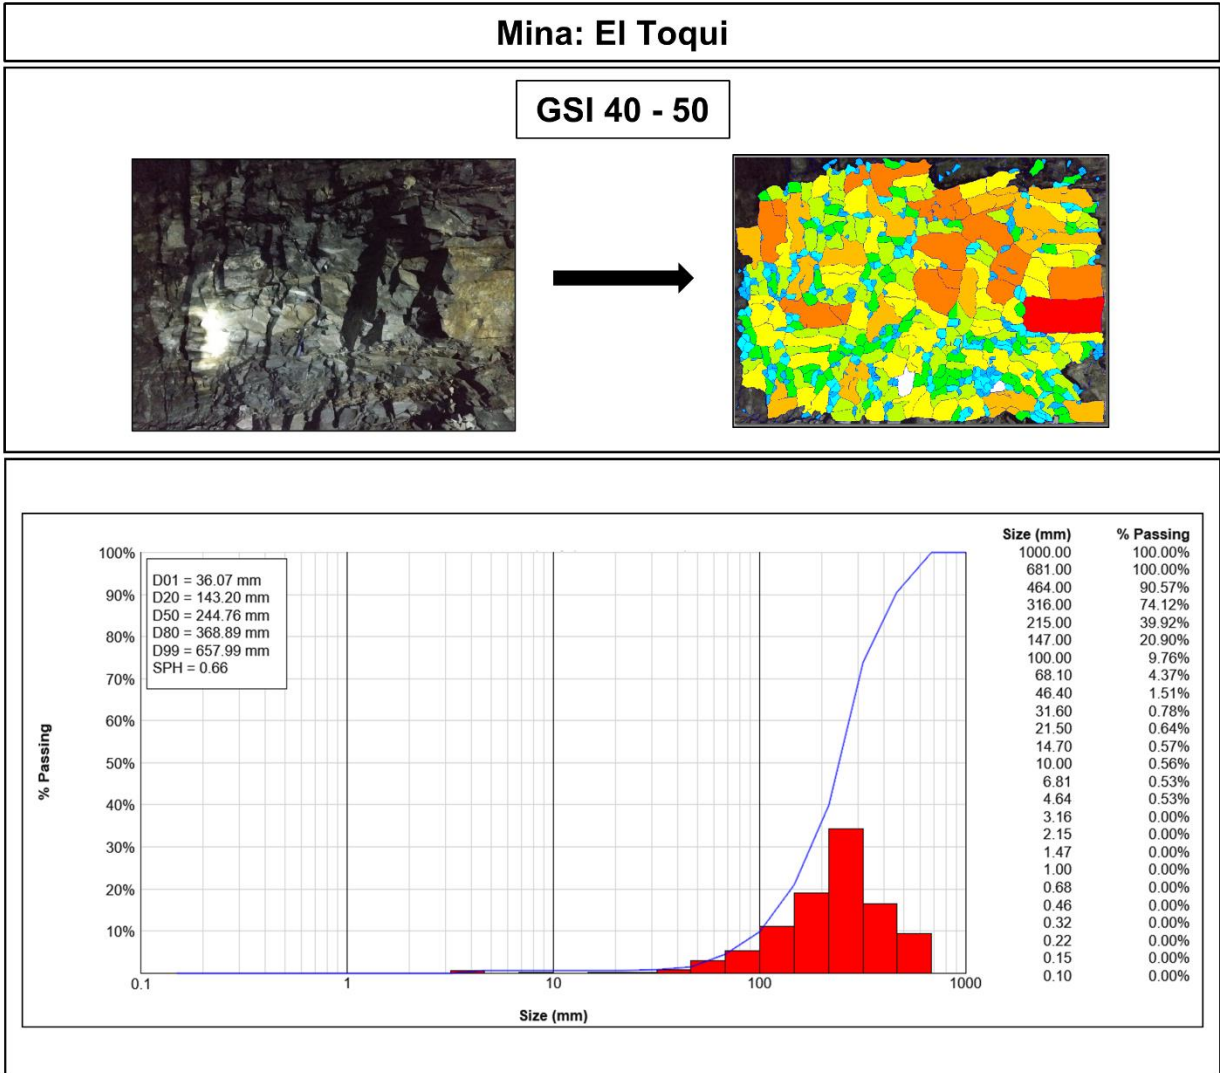 Mina: El Toqui
GSI 40 - 50
Size (mm) % Passing
1000.00 100.00%
681.00 100.00%
464.00 90.57%
316.00 74.12%
215.00 39.92%
147.00 20.90%
100.00 9.76%
68.10 4.37%
46.40 1.51%
31.60 0.78%
21.50 0.64%
14.70 0.57%
10.00 0.56%
6.81 0.53%
4.64 0.53%
3.16 0.00%
2.15 0.00%
1.47 0.00%
1.00 0.00%
0.68 0.00%
0.46 0.00%
0.32 0.00%
0.22 0.00%
0.15 0.00%
0.10 0.00%
D01 = 36.07 mm
D20 = 143.20 mm
D50 = 244.76 mm
D80 = 368.89 mm
D99 = 657.99 mm
SPH = 0.66
% Passing
100%
90%
80%
70%
60%
50%
40%
30%
20%
10%
0.1 1 10 100 1000
Size (mm)